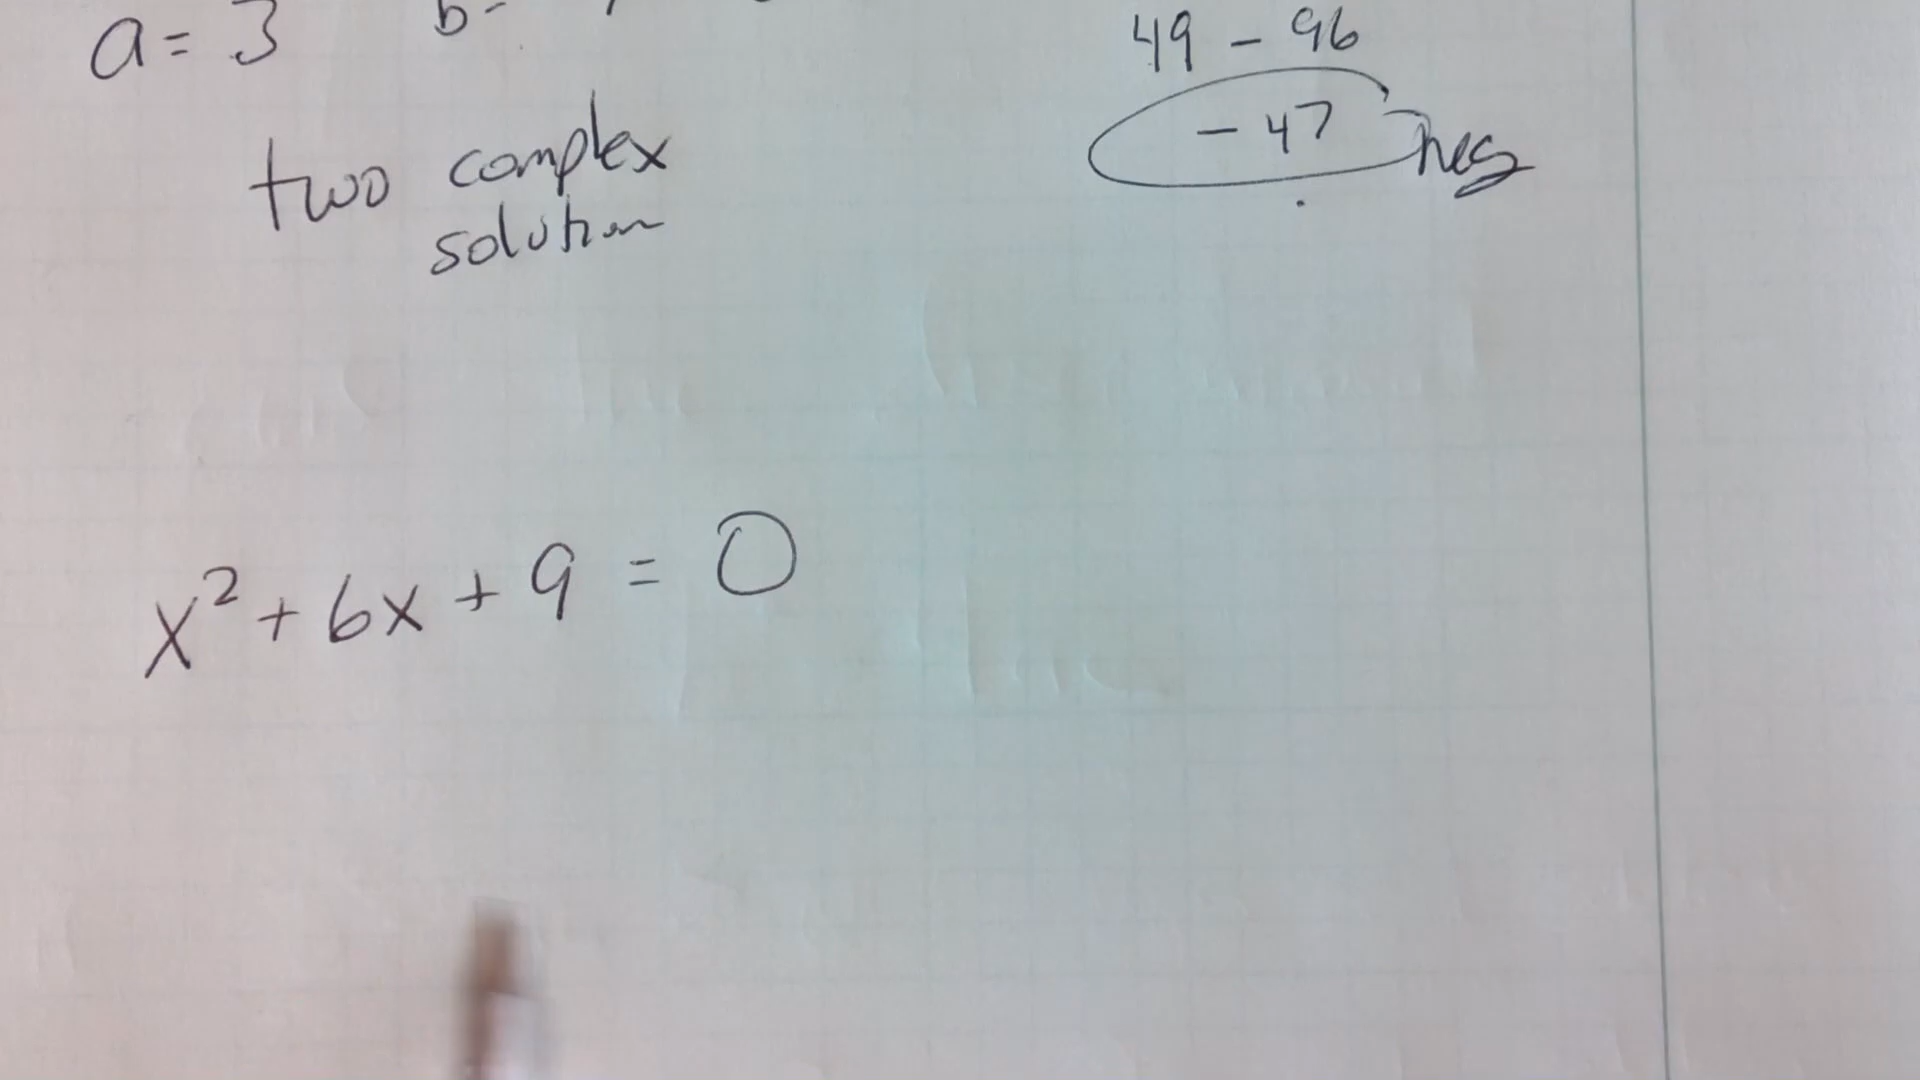 a = 3
49 - 96
- 47 neg
two complex
solution
x² + 6x + 9 = 0